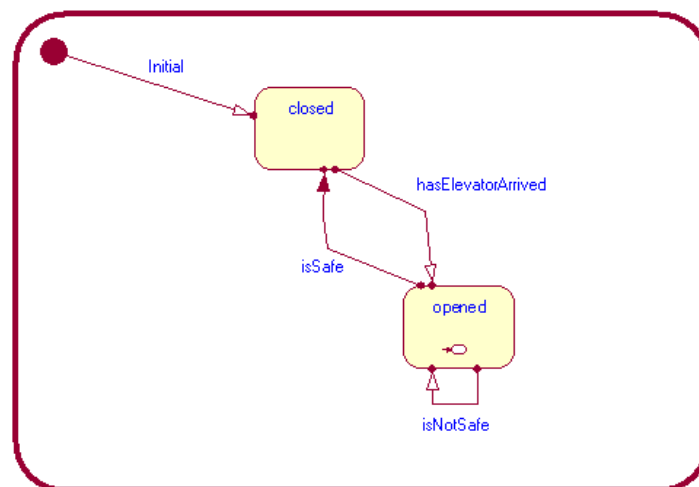 Initial
closed
hasElevatorArrived
isSafe
opened
isNotSafe